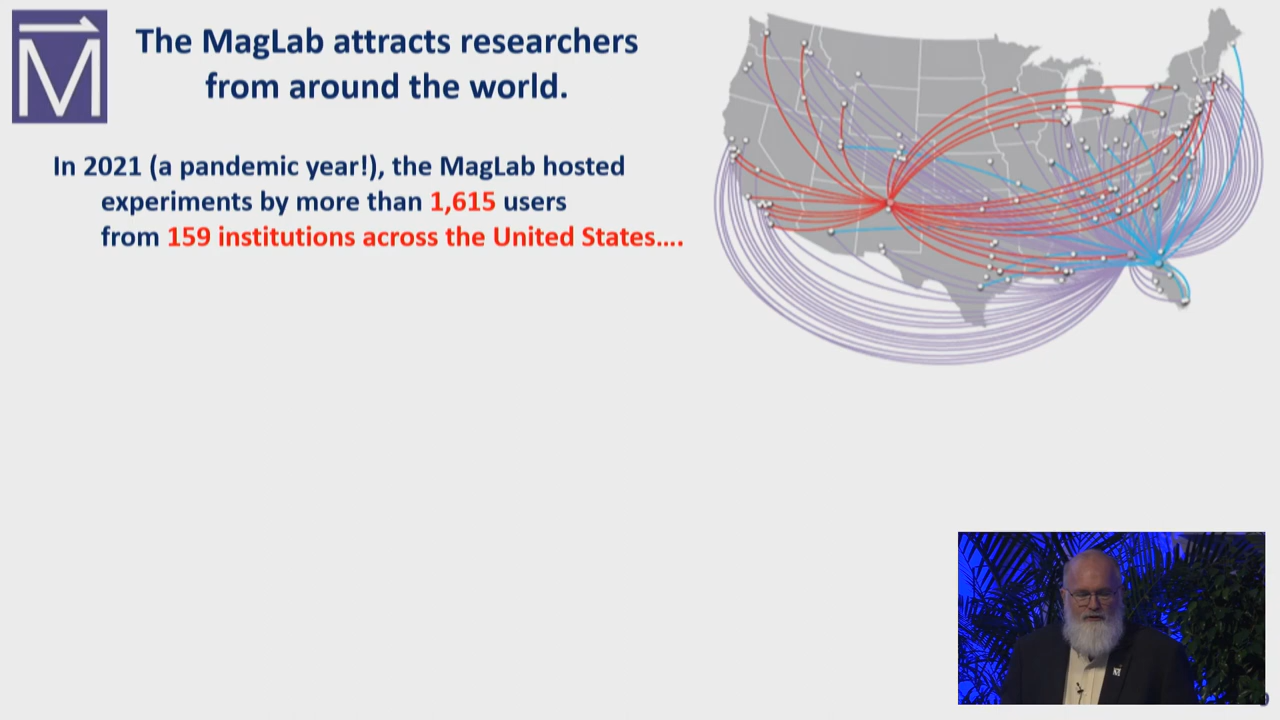 M
The MagLab attracts researchers
from around the world.
In 2021 (a pandemic year!), the MagLab hosted
experiments by more than 1,615 users
from 159 institutions across the United States....